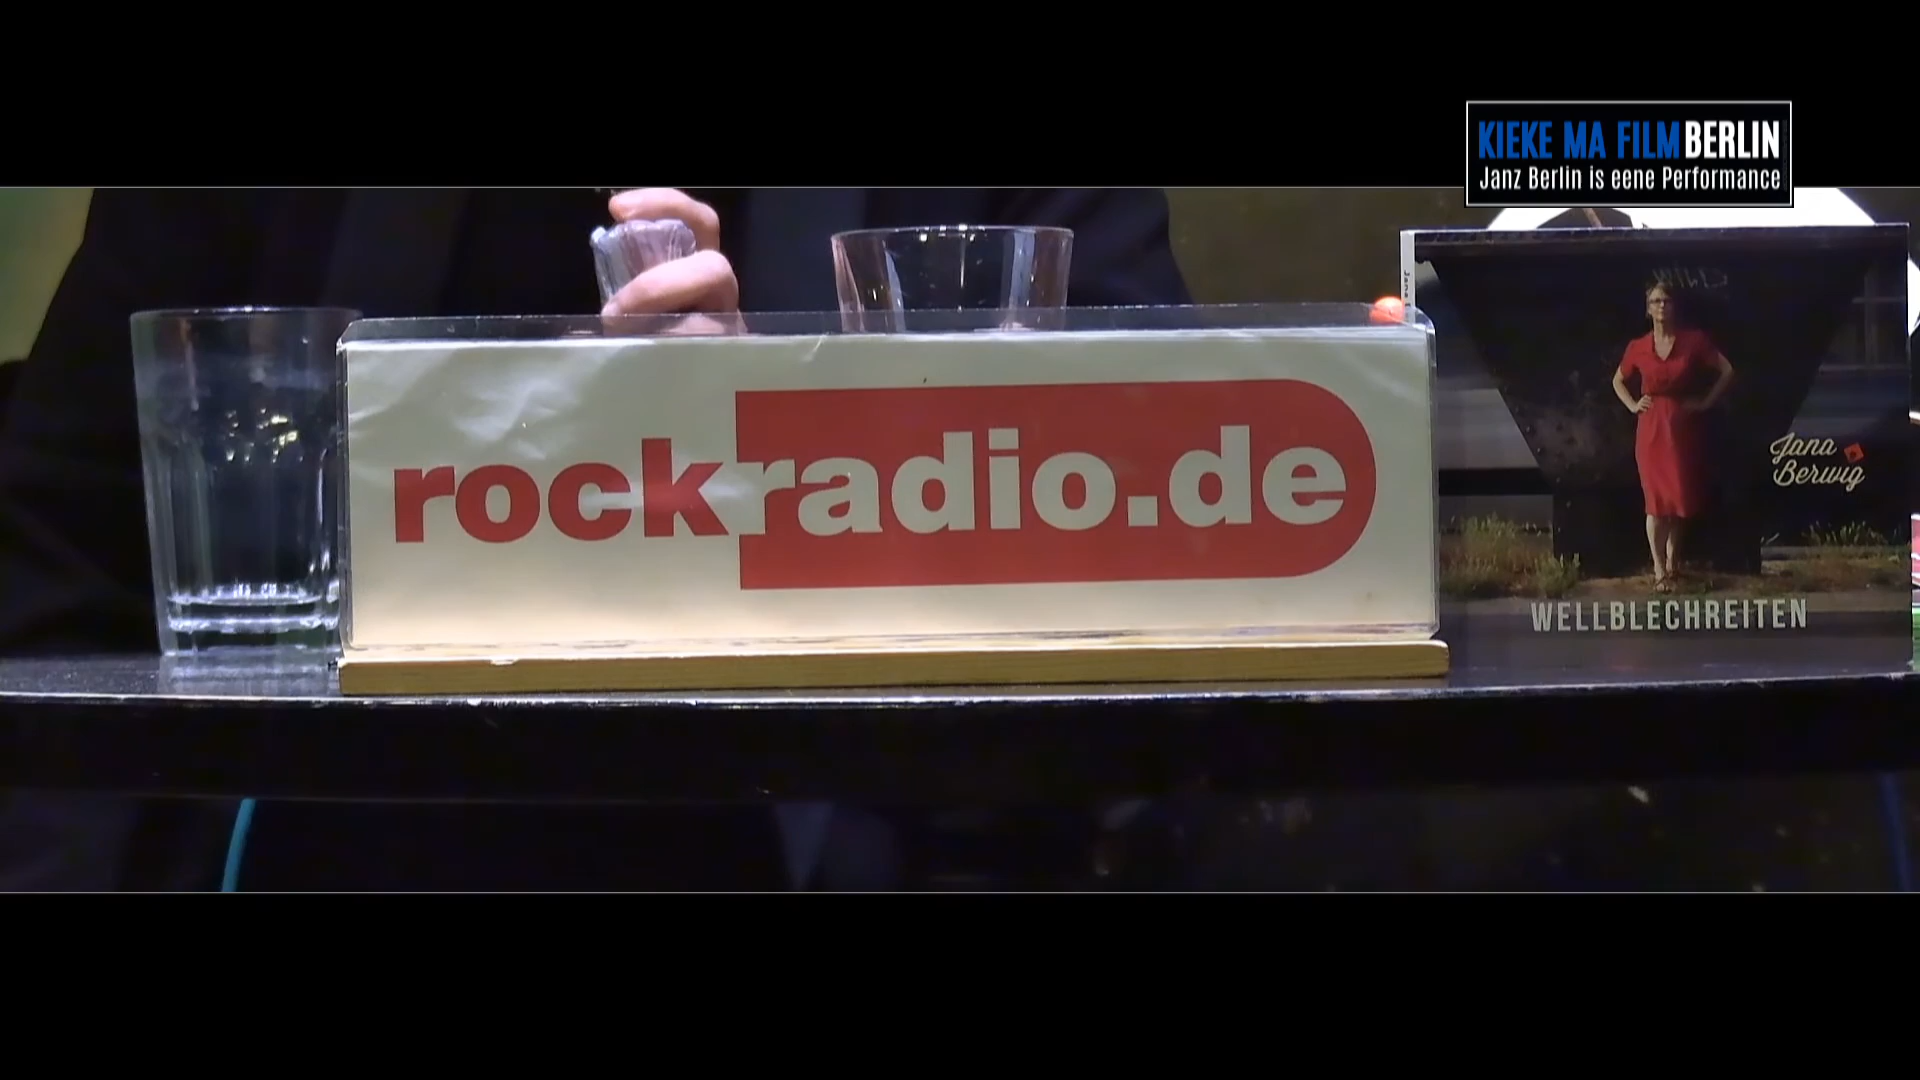 KIEKE MA FILM BERLIN
Janz Berlin is eene Performance
rockradio.de
Jana
Berwig
WELLBLECHREITEN